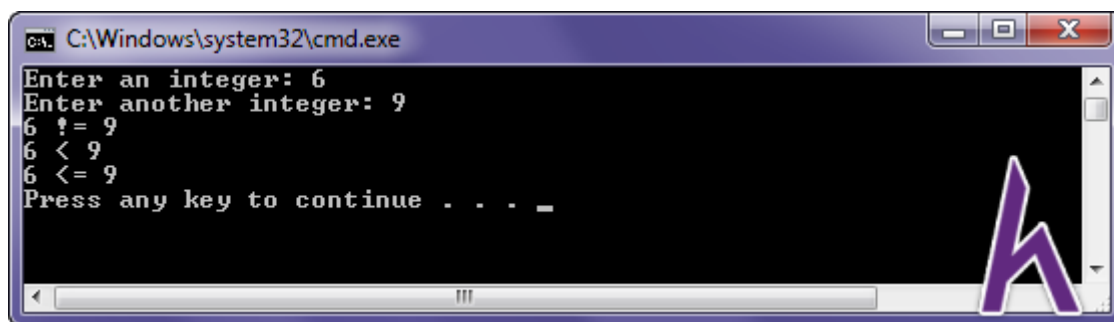 C:\Windows\system32\cmd.exe
Enter an integer: 6
Enter another integer: 9
6 != 9
6 < 9
6 <= 9
Press any key to continue . . . _
h